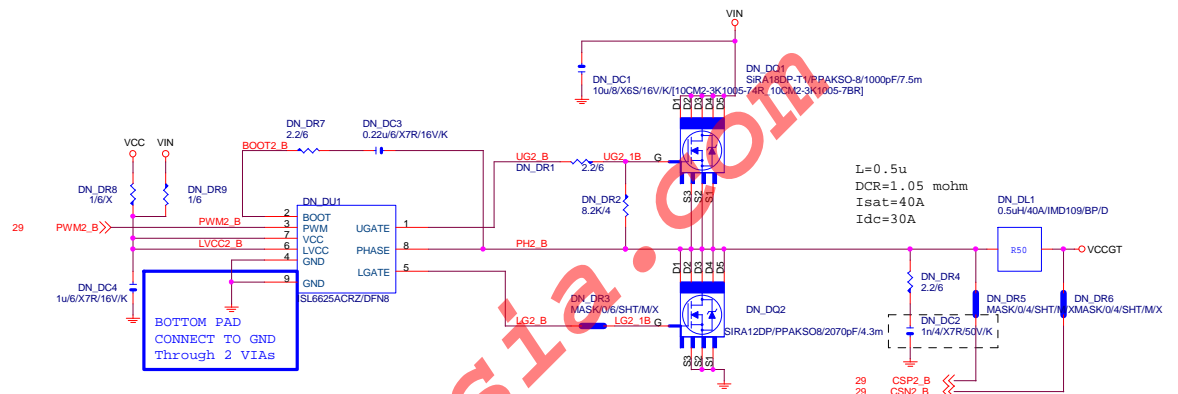 VIN
DN_DC1
10u/8/X6S/16V/K/[10CM2-3K1005-74R_10CM2-3K1005-7BR]
DN_DQ1
SiRA18DP-T1/PPAKSO-8/1000pF/7.5m
D1
D2
D3
D4
D5
G
S3
S2
S1
DN_DR7
2.2/6
DN_DC3
0.22u/6/X7R/16V/K
BOOT2_B
VCC
VIN
DN_DR8
1/6/X
DN_DR9
1/6
UG2_B
DN_DR1
2.2/6
UG2_1B
DN_DR2
8.2K/4
L=0.5u
DCR=1.05 mohm
Isat=40A
Idc=30A
DN_DU1
2
BOOT
3
PWM
7
VCC
6
LVCC
4
GND
9
GND
UGATE
1
PHASE
8
LGATE
5
ISL6625ACRZ/DFN8
29
PWM2_B
PWM2_B
LVCC2_B
PH2_B
DN_DL1
0.5uH/40A/IMD109/BP/D
R50
VCCGT
DN_DC4
1u/6/X7R/16V/K
BOTTOM PAD
CONNECT TO GND
Through 2 VIAs
LG2_B
DN_DR3
MASK/0/6/SHT/M/X
LG2_1B
D1
D2
D3
D4
D5
G
S3
S2
S1
DN_DQ2
SIRA12DP/PPAKSO8/2070pF/4.3m
DN_DR4
2.2/6
DN_DC2
1n/4/X7R/50V/K
DN_DR5
MASK/0/4/SHT/M/X
DN_DR6
MASK/0/4/SHT/M/X
29
CSP2_B
29
CSN2_B
sia.com